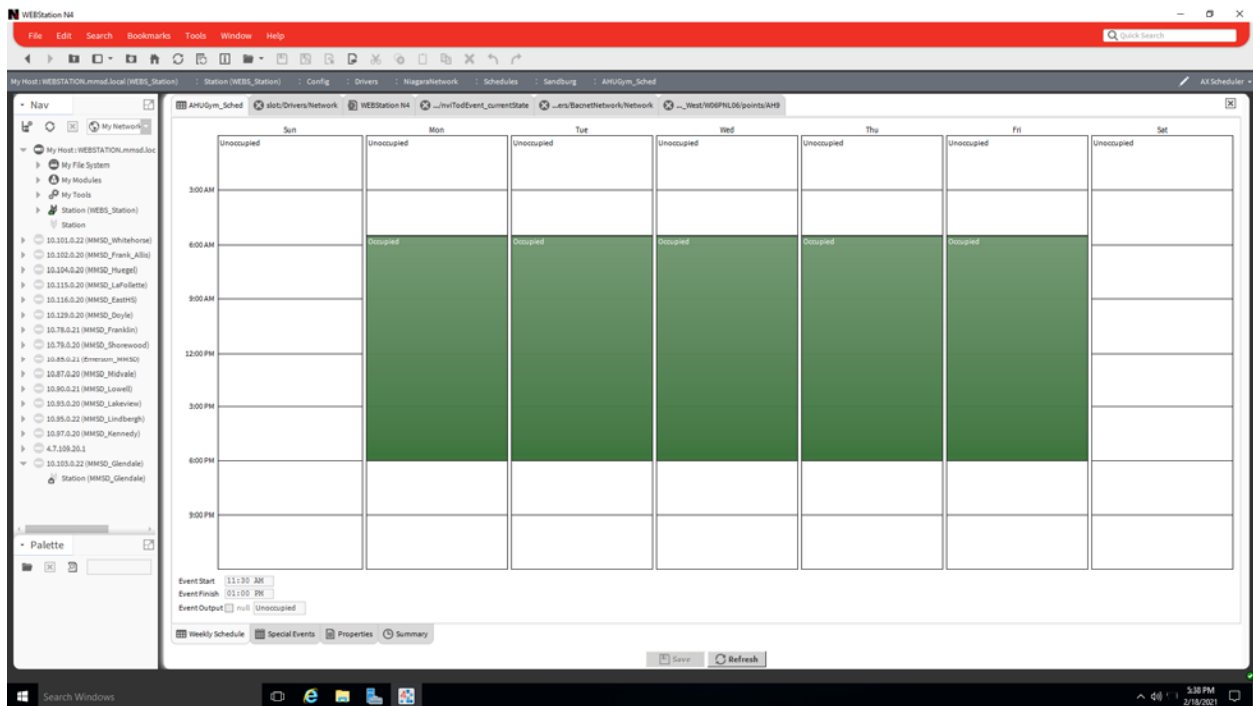 WEBStation N4
File Edit Search Bookmarks Tools Window Help
Quick Search
My Host : WEBSTATION.mmsd.local (WEBS_Station) : Station (WEBS_Station) : Config : Drivers : NiagaraNetwork : Schedules : Sandburg : AHUGym_Sched
AX Scheduler
Nav
My Network
My Host : WEBSTATION.mmsd.loc
My File System
My Modules
My Tools
Station (WEBS_Station)
Station
10.101.0.22 (MMSD_Whitehorse)
10.102.0.20 (MMSD_Frank_Allis)
10.104.0.20 (MMSD_Huegel)
10.115.0.20 (MMSD_LaFollette)
10.116.0.20 (MMSD_EastHS)
10.129.0.20 (MMSD_Doyle)
10.78.0.21 (MMSD_Franklin)
10.79.0.20 (MMSD_Shorewood)
10.85.0.21 (Emerson_MMSD)
10.87.0.20 (MMSD_Midvale)
10.90.0.21 (MMSD_Lowell)
10.93.0.20 (MMSD_Lakeview)
10.95.0.22 (MMSD_Lindbergh)
10.97.0.20 (MMSD_Kennedy)
4.7.109.20.1
10.103.0.22 (MMSD_Glendale)
Station (MMSD_Glendale)
Palette
AHUGym_Sched slot:/Drivers/Network WEBStation N4 .../nviTodEvent_currentState ...ers/BacnetNetwork/Network ..._West/W06PNL06/points/AH9
Sun Mon Tue Wed Thu Fri Sat
Unoccupied Unoccupied Unoccupied Unoccupied Unoccupied Unoccupied Unoccupied
3:00 AM
Occupied Occupied Occupied Occupied Occupied
6:00 AM
9:00 AM
12:00 PM
3:00 PM
6:00 PM
9:00 PM
Event Start 11:30 AM
Event Finish 01:00 PM
Event Output null Unoccupied
Weekly Schedule Special Events Properties Summary
Save Refresh
Search Windows
5:38 PM
2/18/2021